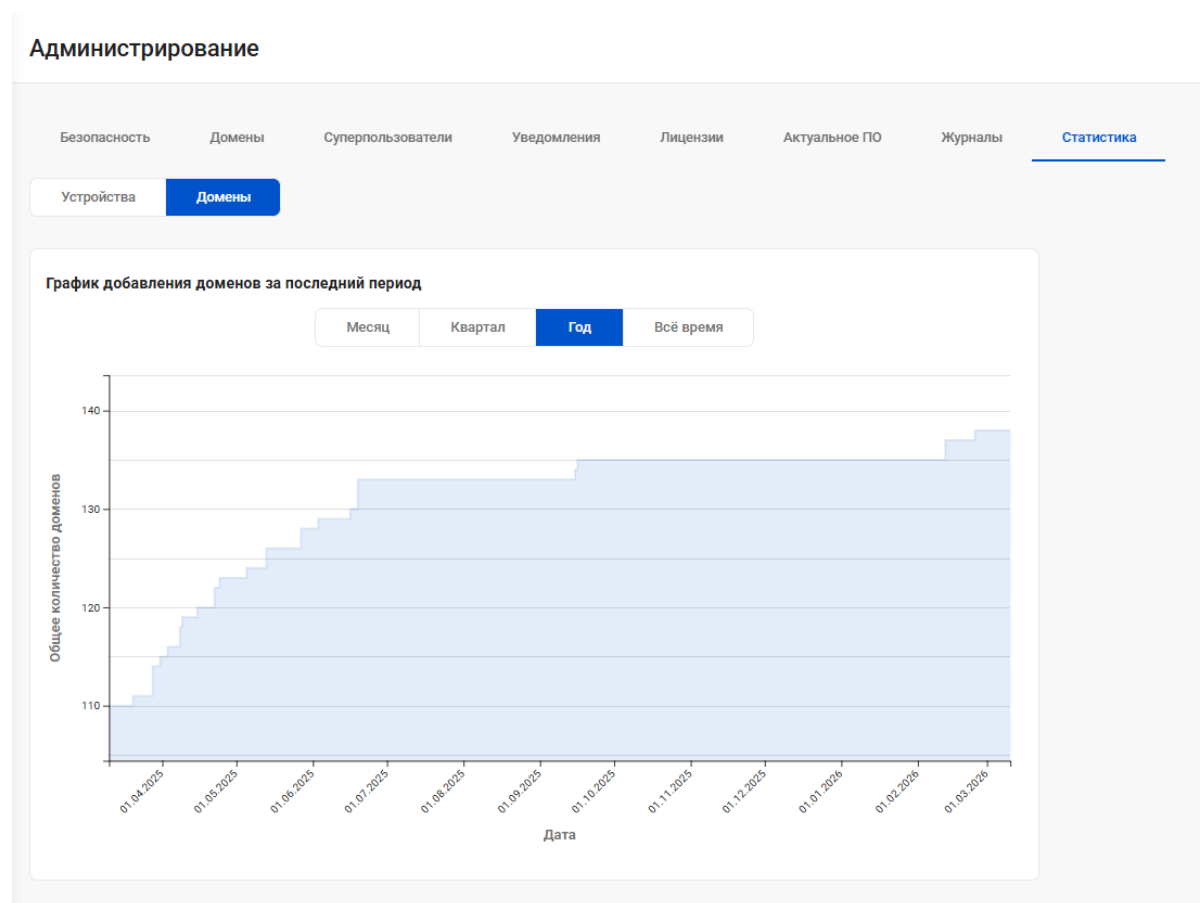 Администрирование
Безопасность Домены Суперпользователи Уведомления Лицензии Актуальное ПО Журналы Статистика
Устройства Домены
График добавления доменов за последний период
Месяц Квартал Год Всё время
140
130
120
110
Общее количество доменов
01.04.2025 01.05.2025 01.06.2025 01.07.2025 01.08.2025 01.09.2025 01.10.2025 01.11.2025 01.12.2025 01.01.2026 01.02.2026 01.03.2026
Дата